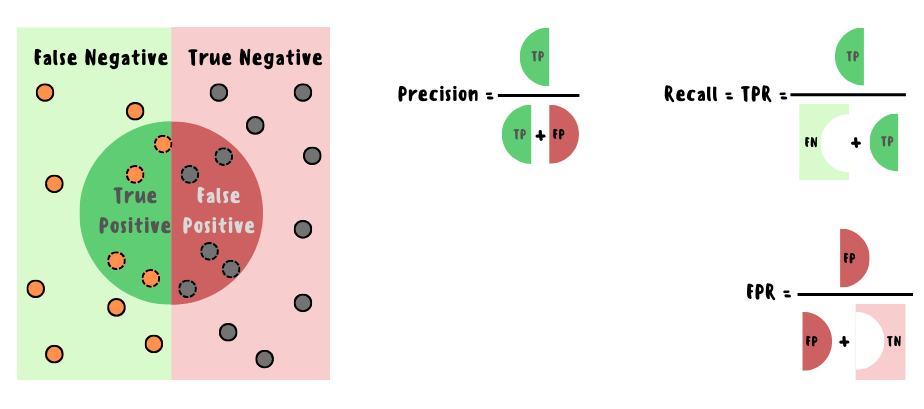 False Negative True Negative
True
Positive
False
Positive
Precision =
TP
TP + FP
Recall = TPR =
TP
FN + TP
FPR =
FP
FP + TN